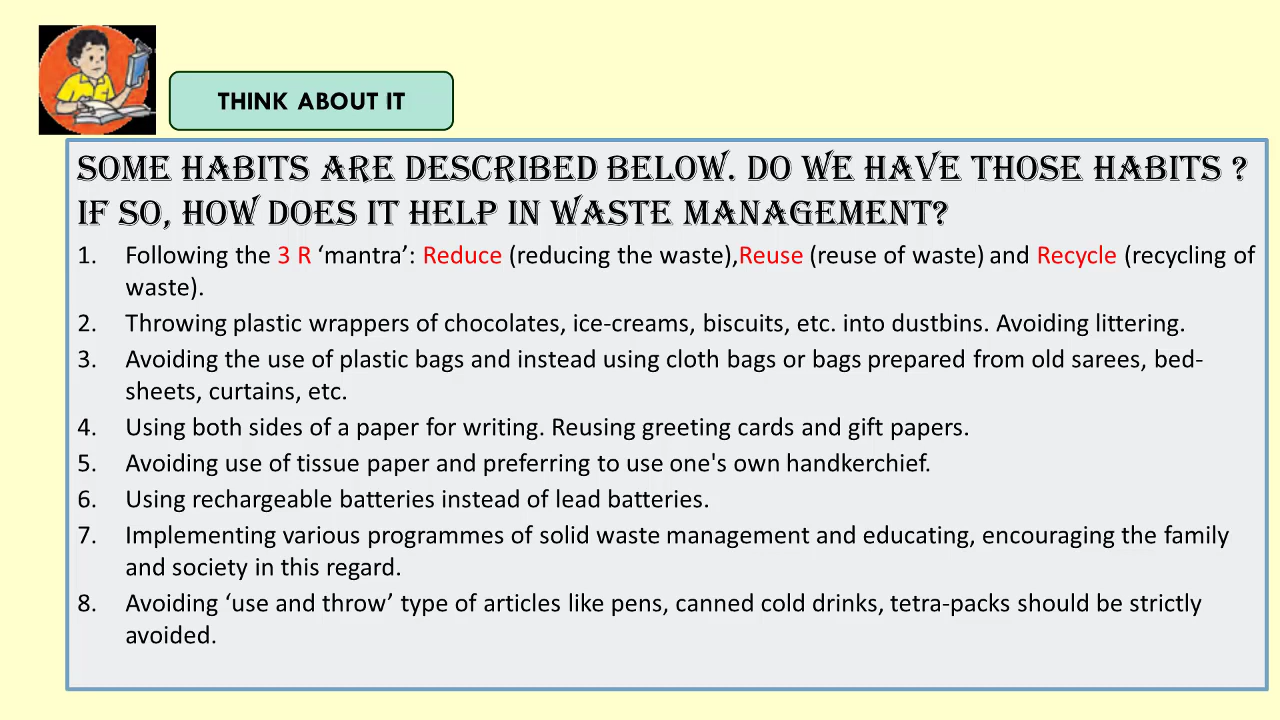 THINK ABOUT IT
SOME HABITS ARE DESCRIBED BELOW. DO WE HAVE THOSE HABITS ?
IF SO, HOW DOES IT HELP IN WASTE MANAGEMENT?
1. Following the 3 R ‘mantra’: Reduce (reducing the waste),Reuse (reuse of waste) and Recycle (recycling of
waste).
2. Throwing plastic wrappers of chocolates, ice-creams, biscuits, etc. into dustbins. Avoiding littering.
3. Avoiding the use of plastic bags and instead using cloth bags or bags prepared from old sarees, bed-
sheets, curtains, etc.
4. Using both sides of a paper for writing. Reusing greeting cards and gift papers.
5. Avoiding use of tissue paper and preferring to use one's own handkerchief.
6. Using rechargeable batteries instead of lead batteries.
7. Implementing various programmes of solid waste management and educating, encouraging the family
and society in this regard.
8. Avoiding ‘use and throw’ type of articles like pens, canned cold drinks, tetra-packs should be strictly
avoided.